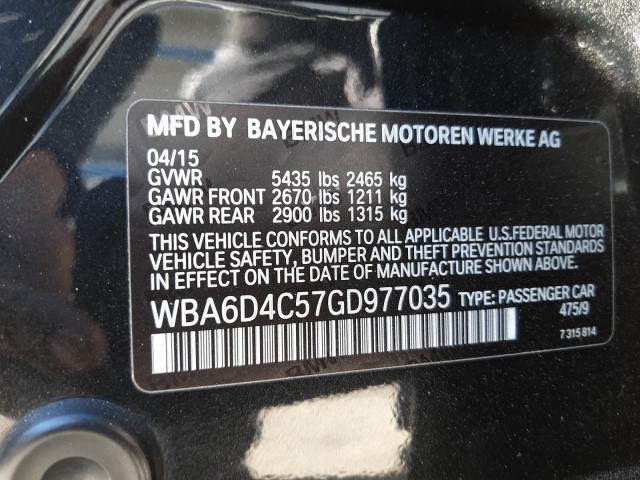 MFD BY BAYERISCHE MOTOREN WERKE AG
04/15
GVWR 5435 lbs 2465 kg
GAWR FRONT 2670 lbs 1211 kg
GAWR REAR 2900 lbs 1315 kg
THIS VEHICLE CONFORMS TO ALL APPLICABLE U.S.FEDERAL MOTOR
VEHICLE SAFETY, BUMPER AND THEFT PREVENTION STANDARDS
IN EFFECT ON THE DATE OF MANUFACTURE SHOWN ABOVE.
WBA6D4C57GD977035 TYPE: PASSENGER CAR
475/9
7 315 814